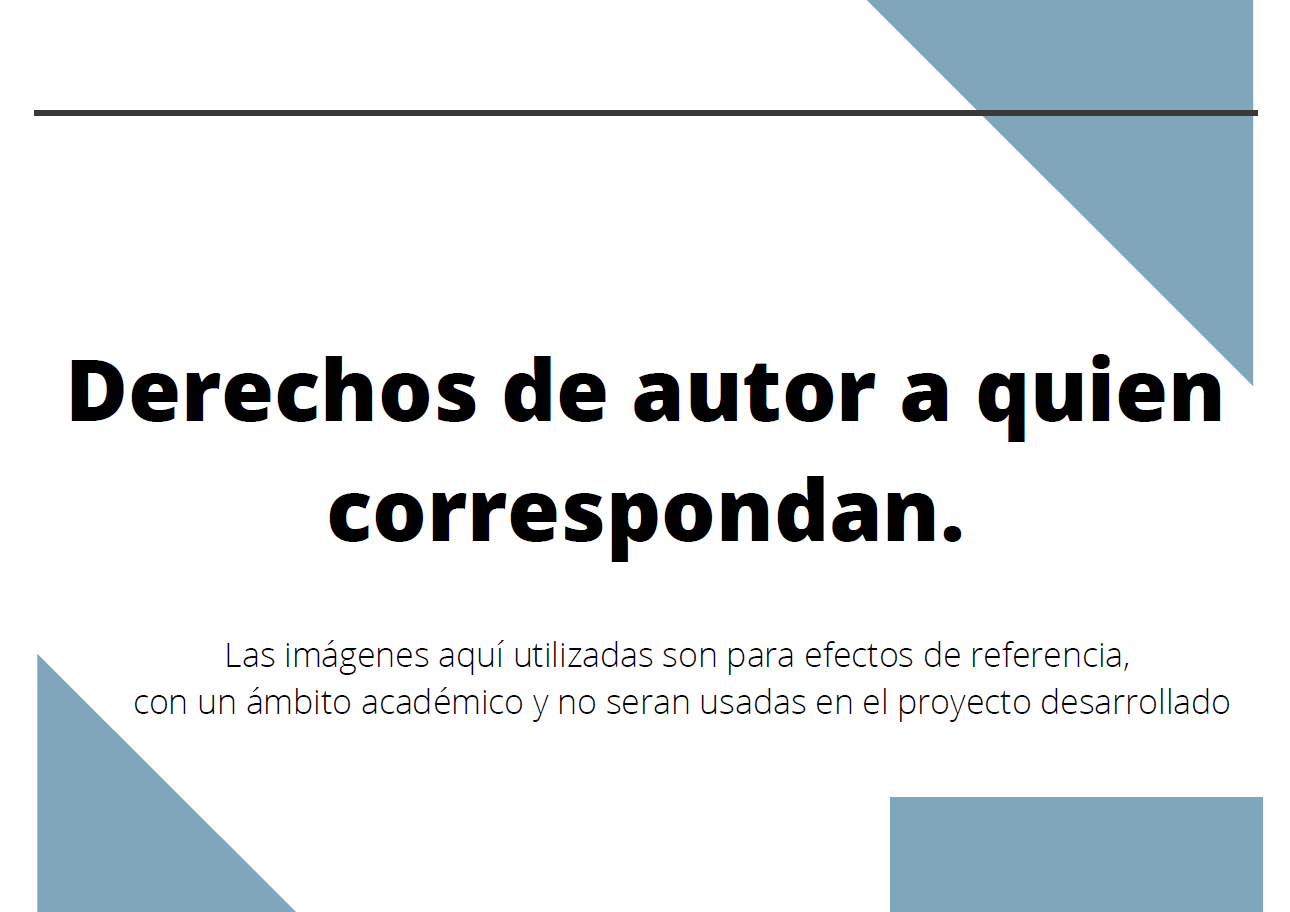 Derechos de autor a quien
correspondan.
Las imágenes aquí utilizadas son para efectos de referencia,
con un ámbito académico y no seran usadas en el proyecto desarrollado